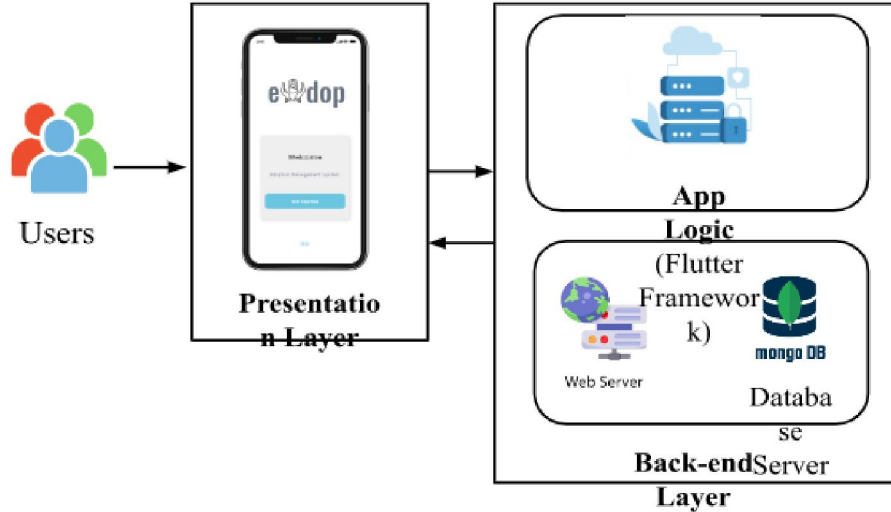 e dop
Welcome
Users
Presentatio
n Layer
App
Logic
(Flutter
Framewor
k)
Web Server
mongo DB
Databa
se
Server
Back-end
Layer